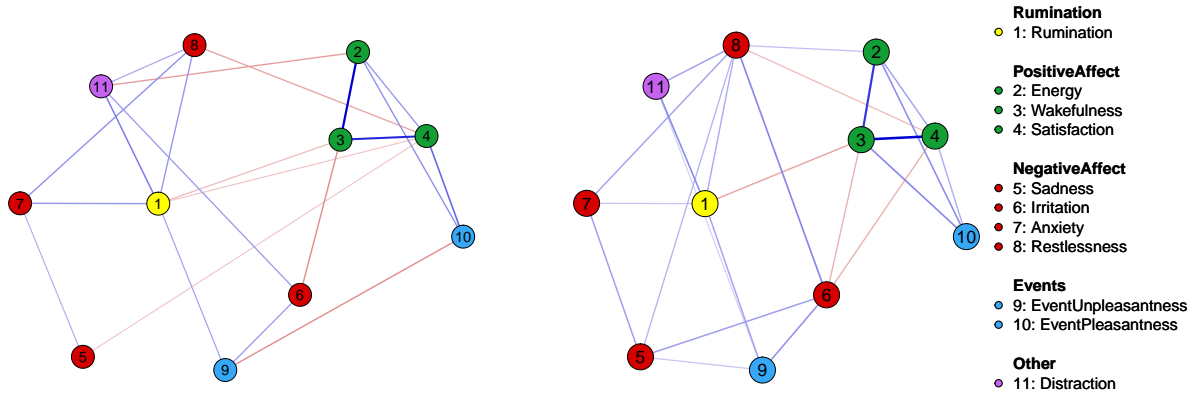 8
2
11
3
4
7
1
10
6
5
9
8
2
11
3
4
7
1
10
6
5
9
Rumination
1: Rumination
PositiveAffect
2: Energy
3: Wakefulness
4: Satisfaction
NegativeAffect
5: Sadness
6: Irritation
7: Anxiety
8: Restlessness
Events
9: EventUnpleasantness
10: EventPleasantness
Other
11: Distraction